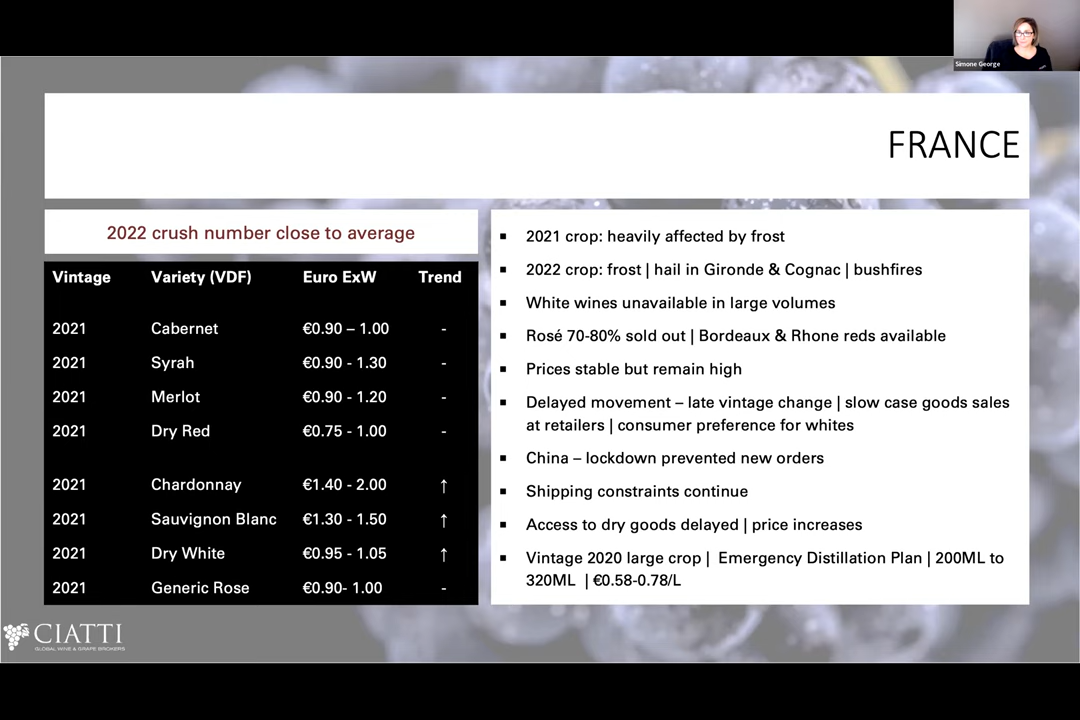 Simone George
FRANCE
2022 crush number close to average
Vintage Variety (VDF) Euro ExW Trend
2021 Cabernet €0.90 – 1.00 -
2021 Syrah €0.90 - 1.30 -
2021 Merlot €0.90 - 1.20 -
2021 Dry Red €0.75 - 1.00 -
2021 Chardonnay €1.40 - 2.00 ↑
2021 Sauvignon Blanc €1.30 - 1.50 ↑
2021 Dry White €0.95 - 1.05 ↑
2021 Generic Rose €0.90- 1.00 -
▪ 2021 crop: heavily affected by frost
▪ 2022 crop: frost | hail in Gironde & Cognac | bushfires
▪ White wines unavailable in large volumes
▪ Rosé 70-80% sold out | Bordeaux & Rhone reds available
▪ Prices stable but remain high
▪ Delayed movement – late vintage change | slow case goods sales
at retailers | consumer preference for whites
▪ China – lockdown prevented new orders
▪ Shipping constraints continue
▪ Access to dry goods delayed | price increases
▪ Vintage 2020 large crop | Emergency Distillation Plan | 200ML to
320ML | €0.58-0.78/L
CIATTI
GLOBAL WINE & GRAPE BROKERS